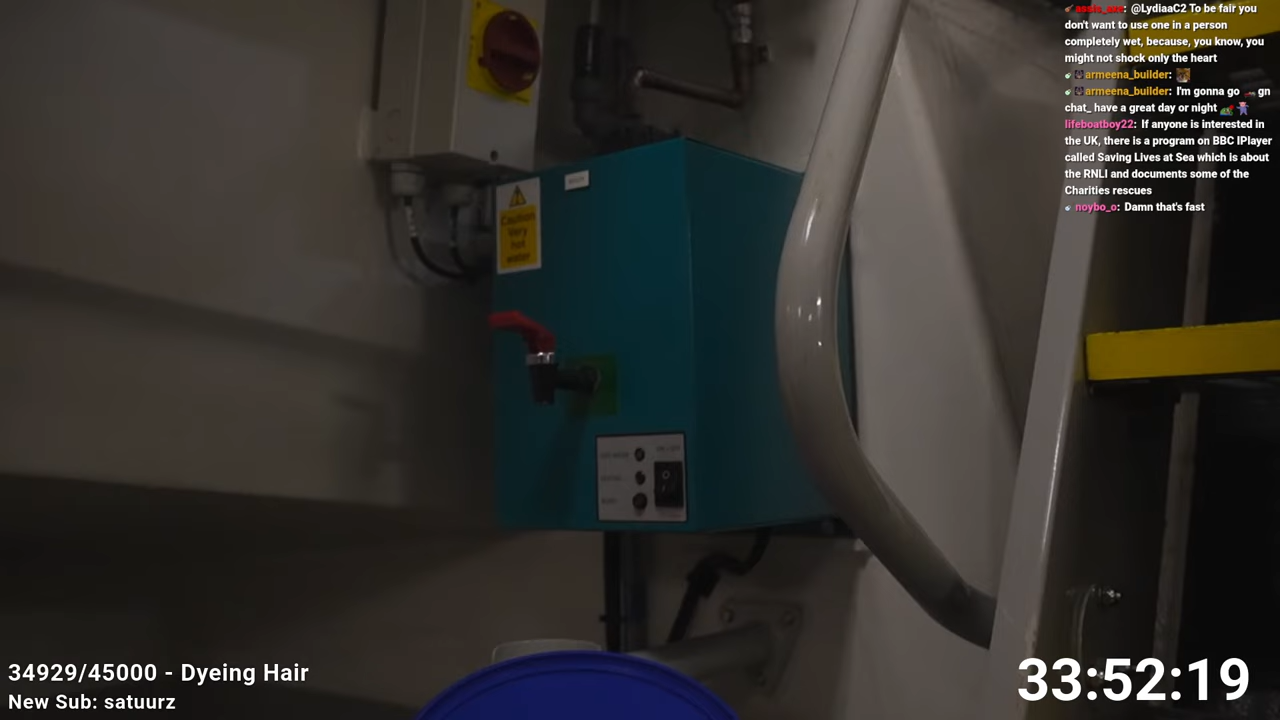 assis_axe: @LydiaaC2 To be fair you
don't want to use one in a person
completely wet, because, you know, you
might not shock only the heart
armeena_builder:
armeena_builder: I'm gonna go gn
chat_ have a great day or night
lifeboatboy22: If anyone is interested in
the UK, there is a program on BBC IPlayer
called Saving Lives at Sea which is about
the RNLI and documents some of the
Charities rescues
noybo_o: Damn that's fast
Caution
Very
hot
water
34929/45000 - Dyeing Hair
New Sub: satuurz
33:52:19